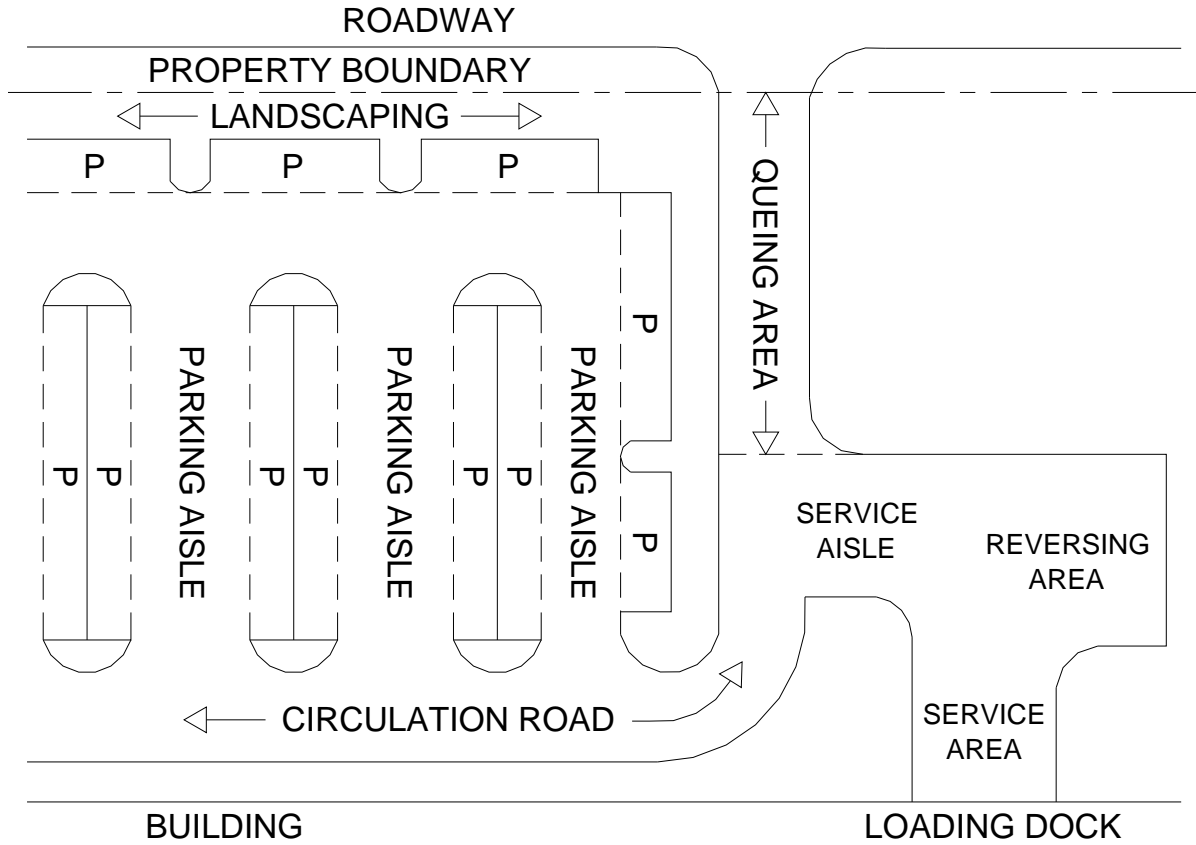 ROADWAY
PROPERTY BOUNDARY
LANDSCAPING
P
P
P
QUEING AREA
P
PARKING AISLE
PARKING AISLE
PARKING AISLE
P
P
P
P
P
P
P
SERVICE
AISLE
REVERSING
AREA
CIRCULATION ROAD
SERVICE
AREA
BUILDING
LOADING DOCK